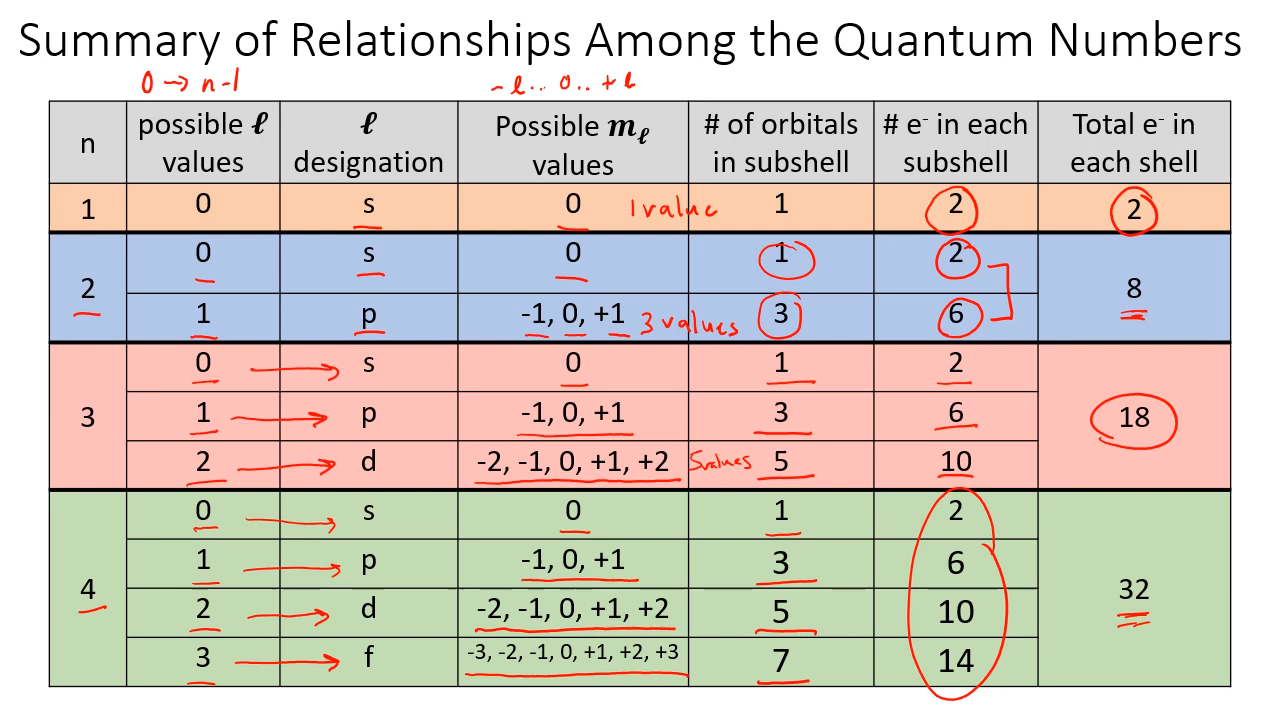 Summary of Relationships Among the Quantum Numbers
0 → n-1
-ℓ... 0.. +ℓ
n
possible ℓ values
ℓ designation
Possible mℓ values
# of orbitals in subshell
# e- in each subshell
Total e- in each shell
1
0
s
0
1 value
1
2
2
2
0
s
0
1
2
1
p
-1, 0, +1
3 values
3
6
8
3
0
s
0
1
2
1
p
-1, 0, +1
3
6
2
d
-2, -1, 0, +1, +2
5 values
5
10
18
4
0
s
0
1
2
1
p
-1, 0, +1
3
6
2
d
-2, -1, 0, +1, +2
5
10
3
f
-3, -2, -1, 0, +1, +2, +3
7
14
32